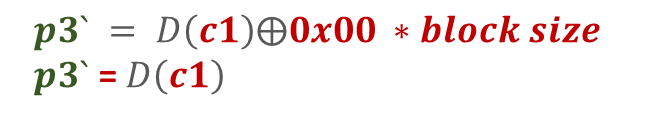 p3` = D(c1)⊕0x00 * block size
p3` = D(c1)